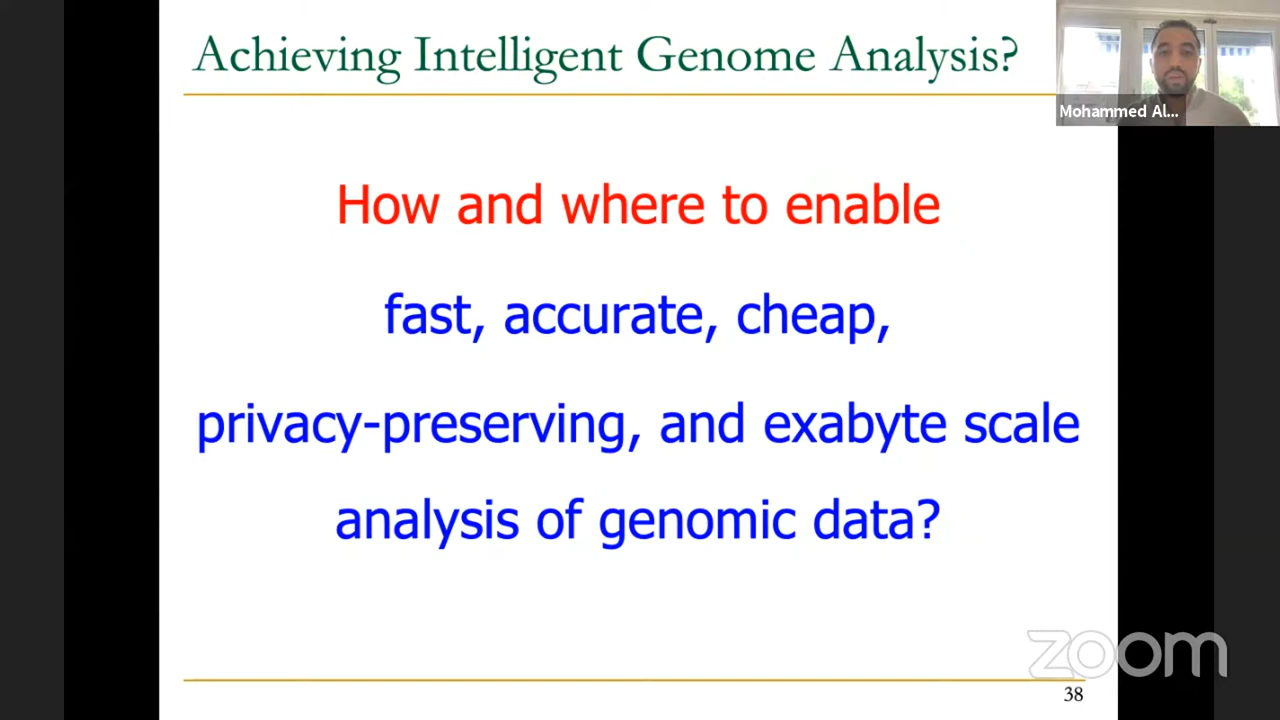 Achieving Intelligent Genome Analysis?
Mohammed Al...
How and where to enable
fast, accurate, cheap,
privacy-preserving, and exabyte scale
analysis of genomic data?
zoom
38